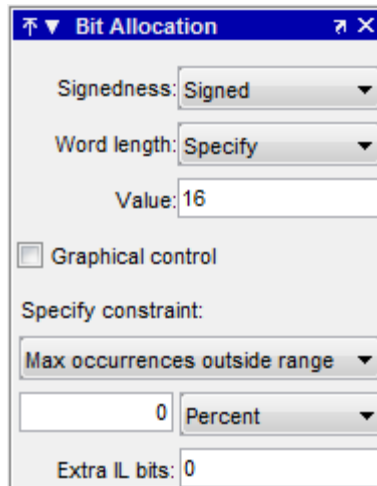 Bit Allocation
Signedness: Signed
Word length: Specify
Value: 16
Graphical control
Specify constraint:
Max occurrences outside range
0 Percent
Extra IL bits: 0